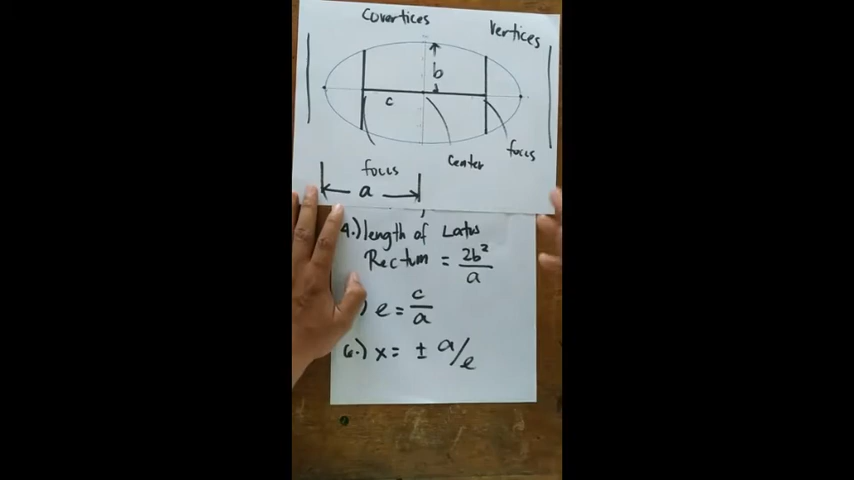 Covertices
Vertices
b
c
focus
center
focus
a
4.) length of Latus
Rectum = 2b²/a
) e = c/a
6.) x = ± a/e